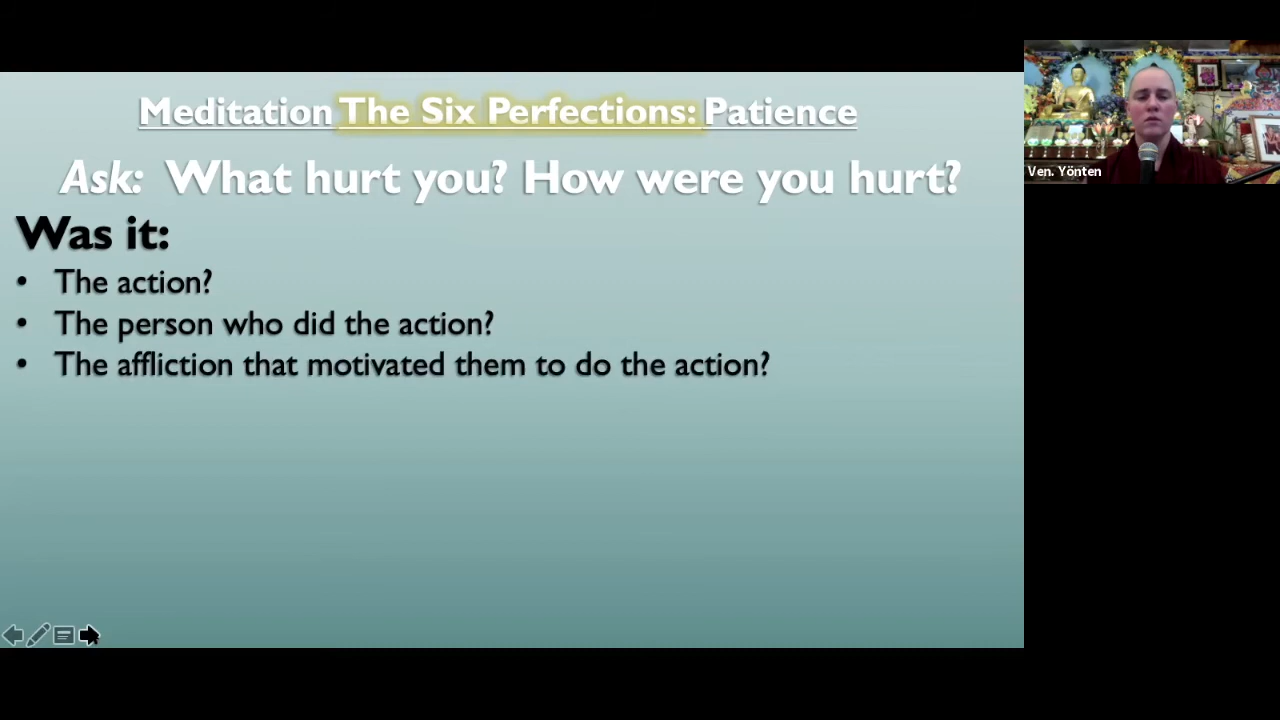 Meditation The Six Perfections: Patience
Ask: What hurt you? How were you hurt?
Was it:
• The action?
• The person who did the action?
• The affliction that motivated them to do the action?
Ven. Yönten